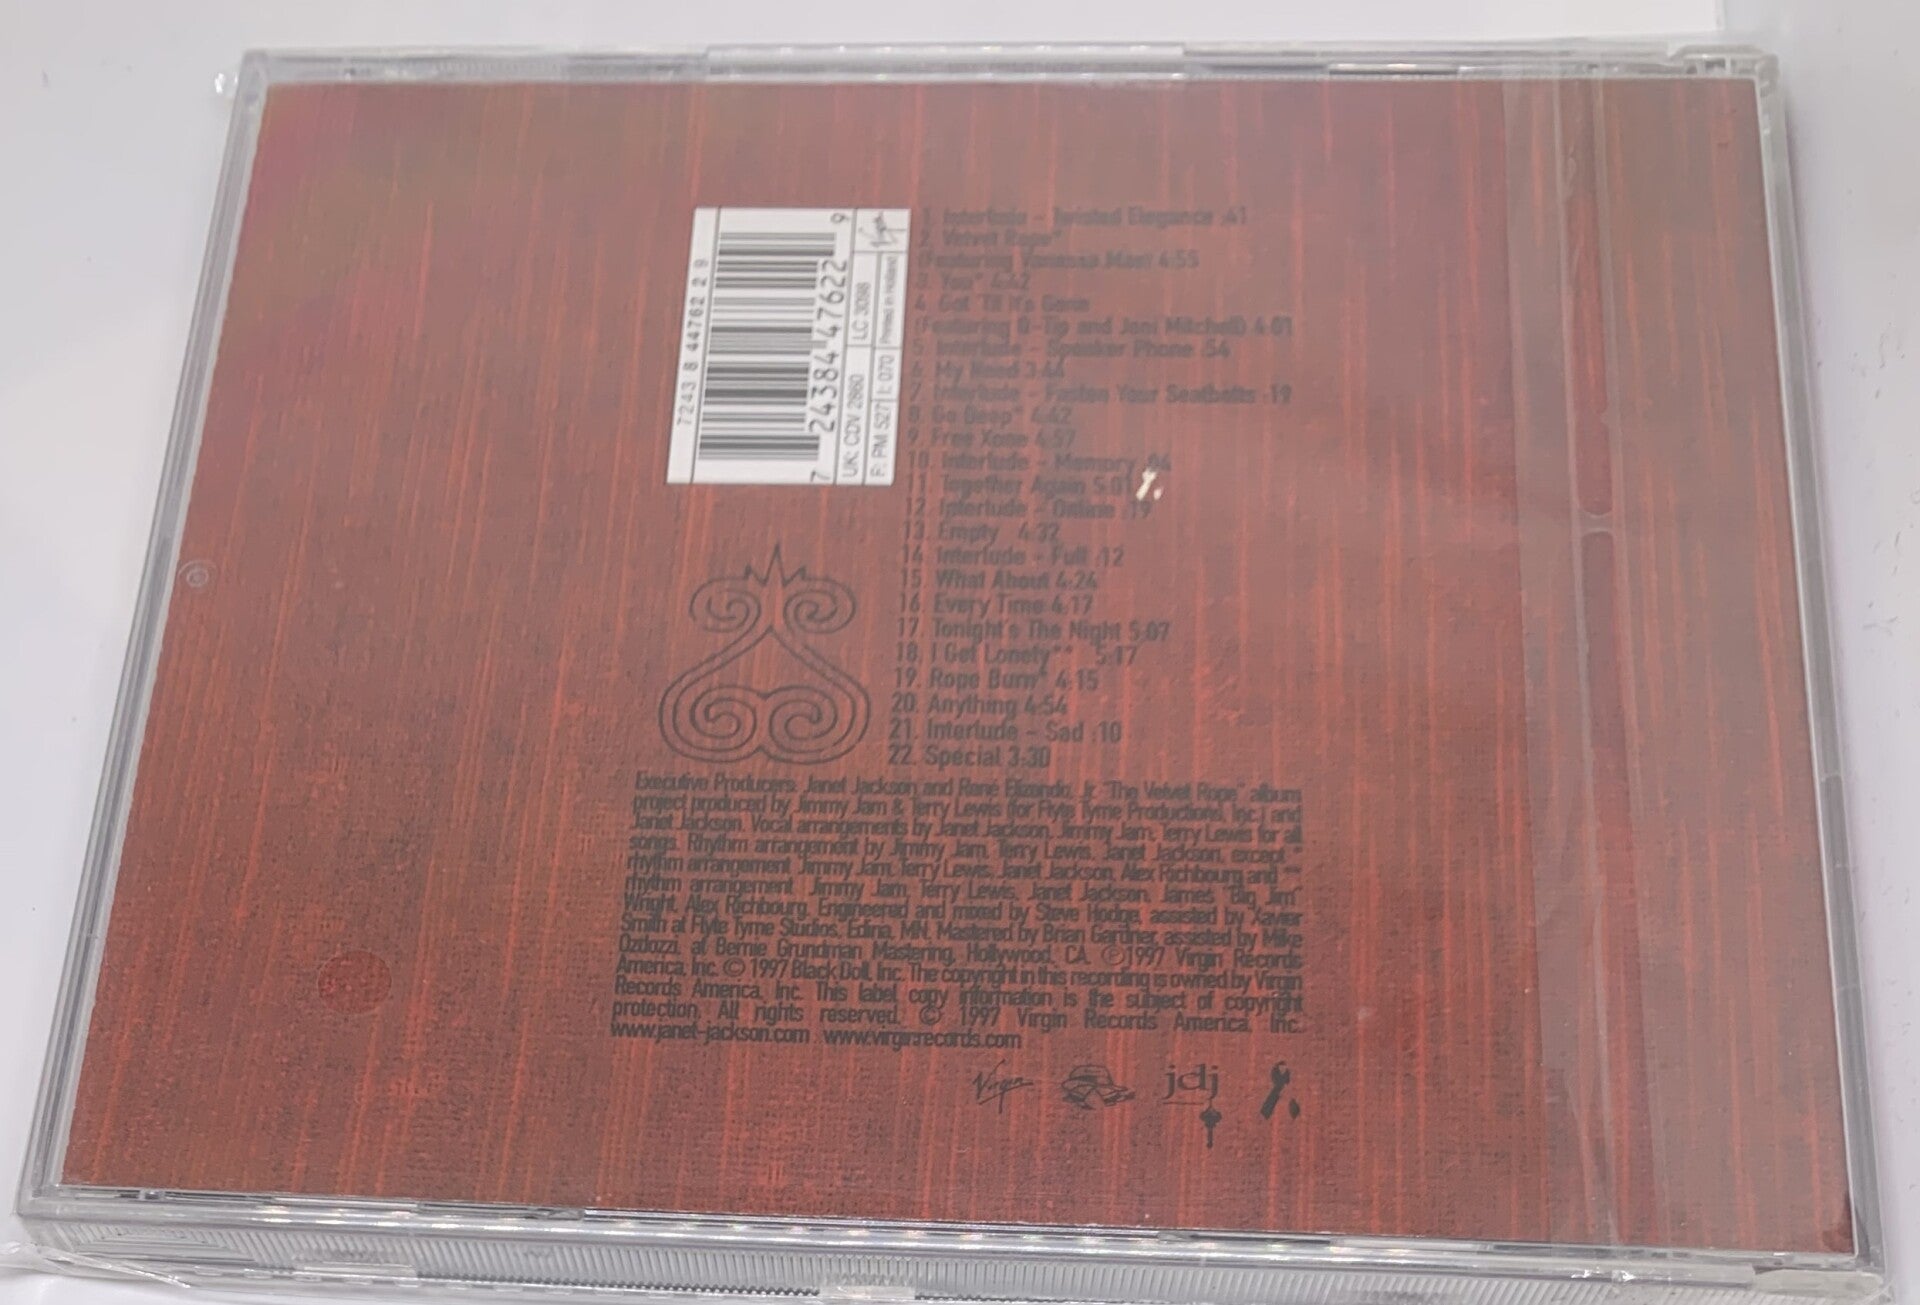 7243 8 44762 2 9
7 24384 47622 9
UK: CDV 2860
LC 3098
F: PM 527
I: 070
Printed in Holland
Virgin
1. Interlude - Twisted Elegance :41
2. Velvet Rope*
(Featuring Vanessa Mae) 4:55
3. You* 4:42
4. Got 'Til It's Gone
(Featuring Q-Tip and Joni Mitchell) 4:01
5. Interlude - Speaker Phone :54
6. My Need 3:44
7. Interlude - Fasten Your Seatbelts :19
8. Go Deep* 4:42
9. Free Xone 4:57
10. Interlude - Memory :04
11. Together Again 5:01
12. Interlude - Online :19
13. Empty 4:32
14. Interlude - Full :12
15. What About 4:24
16. Every Time 4:17
17. Tonight's The Night 5:07
18. I Get Lonely** 5:17
19. Rope Burn* 4:15
20. Anything 4:54
21. Interlude - Sad :10
22. Special 3:30
Executive Producers: Janet Jackson and René Elizondo, Jr. "The Velvet Rope" album
project produced by Jimmy Jam & Terry Lewis (for Flyte Tyme Productions, Inc.) and
Janet Jackson. Vocal arrangements by Janet Jackson, Jimmy Jam, Terry Lewis for all
songs. Rhythm arrangement by Jimmy Jam, Terry Lewis, Janet Jackson, except *
rhythm arrangement Jimmy Jam, Terry Lewis, Janet Jackson, Alex Richbourg and **
rhythm arrangement Jimmy Jam, Terry Lewis, Janet Jackson, James "Big Jim"
Wright, Alex Richbourg. Engineered and mixed by Steve Hodge, assisted by Xavier
Smith at Flyte Tyme Studios, Edina, MN. Mastered by Brian Gardner, assisted by Mike
Ozdozzi, at Bernie Grundman Mastering, Hollywood, CA. ℗1997 Virgin Records
America, Inc. © 1997 Black Doll, Inc. The copyright in this recording is owned by Virgin
Records America, Inc. This label copy information is the subject of copyright
protection. All rights reserved. © 1997 Virgin Records America, Inc.
www.janet-jackson.com www.virginrecords.com
Virgin
jdj